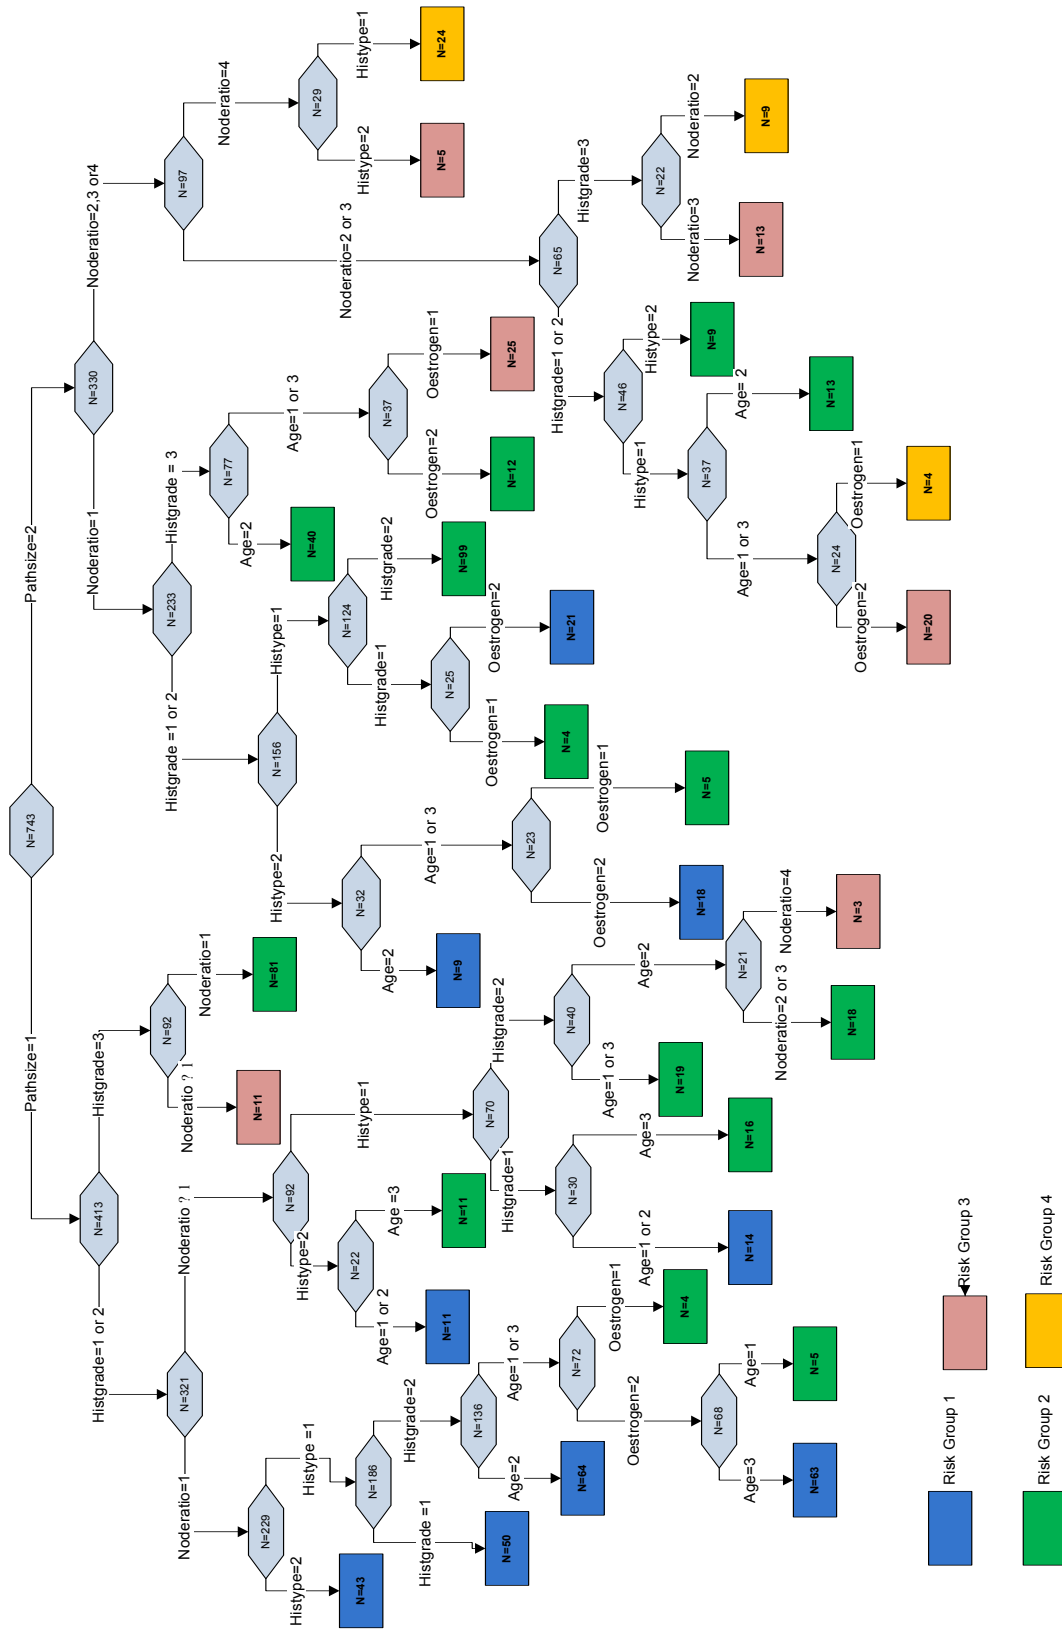 N=743
Pathsize=1
Pathsize=2
N=413
Histgrade=1 or 2
Histgrade=3
N=321
Noderatio=1
Noderatio ? 1
N=229
Histype=2
Histype =1
N=43
N=186
Histgrade =1
Histgrade=2
N=50
N=136
Age=2
Age=1 or 3
N=64
N=72
Oestrogen=2
Oestrogen=1
N=4
N=68
Age=3
Age=1
N=63
N=5
N=92
Histype=2
Histype=1
N=22
Age=1 or 2
Age =3
N=11
N=11
N=70
Histgrade=1
Histgrade=2
N=30
Age=1 or 2
Age=3
N=14
N=16
N=40
Age=1 or 3
Age=2
N=19
N=21
Noderatio=2 or 3
Noderatio=4
N=18
N=3
N=92
Noderatio ? 1
Noderatio=1
N=11
N=81
N=330
Noderatio=1
Noderatio=2,3 or4
N=233
Histgrade =1 or 2
Histgrade = 3
N=156
Histype=2
Histype=1
N=32
Age=2
Age=1 or 3
N=9
N=23
Oestrogen=2
Oestrogen=1
N=18
N=5
N=124
Histgrade=1
Histgrade=2
N=25
N=99
Oestrogen=1
Oestrogen=2
N=4
N=21
N=77
Age=2
Age=1 or 3
N=40
N=37
Oestrogen=2
Oestrogen=1
N=12
N=25
N=97
Noderatio=2 or 3
Noderatio=4
N=29
Histype=2
Histype=1
N=5
N=24
N=65
Histgrade=1 or 2
Histgrade=3
N=46
Histype=1
Histype=2
N=37
N=9
Age=1 or 3
Age= 2
N=24
N=13
Oestrogen=2
Oestrogen=1
N=20
N=4
N=22
Noderatio=3
Noderatio=2
N=13
N=9
Risk Group 1
Risk Group 3
Risk Group 2
Risk Group 4